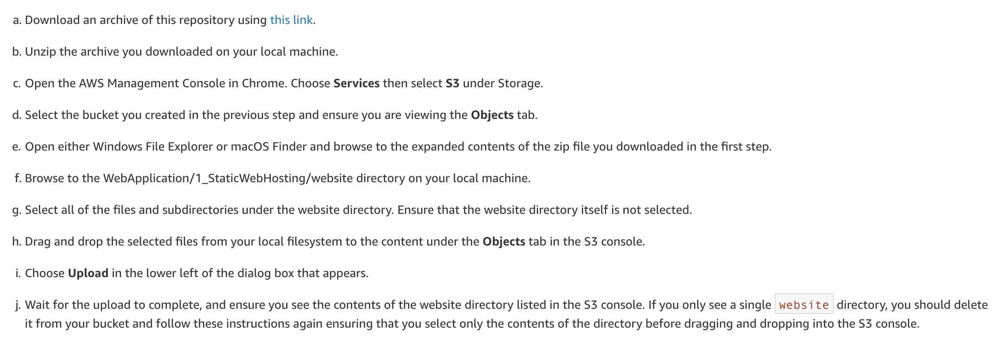 a. Download an archive of this repository using this link.
b. Unzip the archive you downloaded on your local machine.
c. Open the AWS Management Console in Chrome. Choose Services then select S3 under Storage.
d. Select the bucket you created in the previous step and ensure you are viewing the Objects tab.
e. Open either Windows File Explorer or macOS Finder and browse to the expanded contents of the zip file you downloaded in the first step.
f. Browse to the WebApplication/1_StaticWebHosting/website directory on your local machine.
g. Select all of the files and subdirectories under the website directory. Ensure that the website directory itself is not selected.
h. Drag and drop the selected files from your local filesystem to the content under the Objects tab in the S3 console.
i. Choose Upload in the lower left of the dialog box that appears.
j. Wait for the upload to complete, and ensure you see the contents of the website directory listed in the S3 console. If you only see a single website directory, you should delete
it from your bucket and follow these instructions again ensuring that you select only the contents of the directory before dragging and dropping into the S3 console.